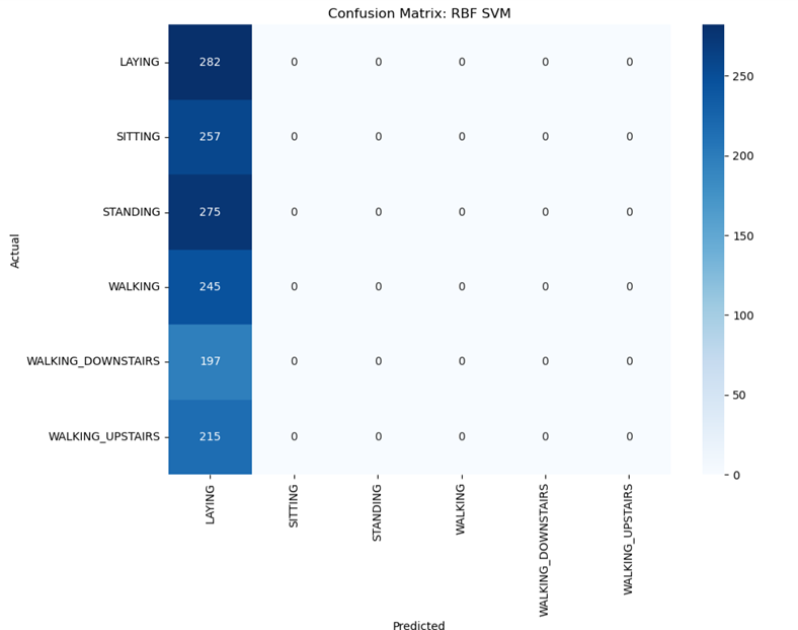 Confusion Matrix: RBF SVM
Actual
LAYING 282 0 0 0 0 0
SITTING 257 0 0 0 0 0
STANDING 275 0 0 0 0 0
WALKING 245 0 0 0 0 0
WALKING_DOWNSTAIRS 197 0 0 0 0 0
WALKING_UPSTAIRS 215 0 0 0 0 0
LAYING SITTING STANDING WALKING WALKING_DOWNSTAIRS WALKING_UPSTAIRS
Predicted
250
200
150
100
50
0